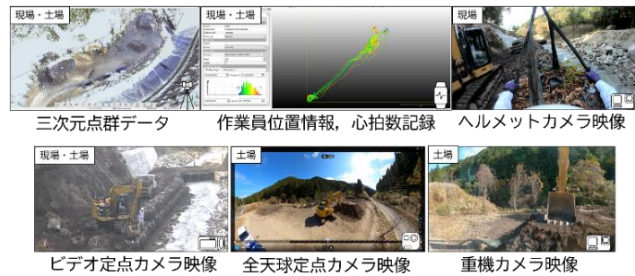 現場・土場
現場・土場
現場
三次元点群データ
作業員位置情報，心拍数記録
ヘルメットカメラ映像
現場・土場
土場
土場
ビデオ定点カメラ映像
全天球定点カメラ映像
重機カメラ映像